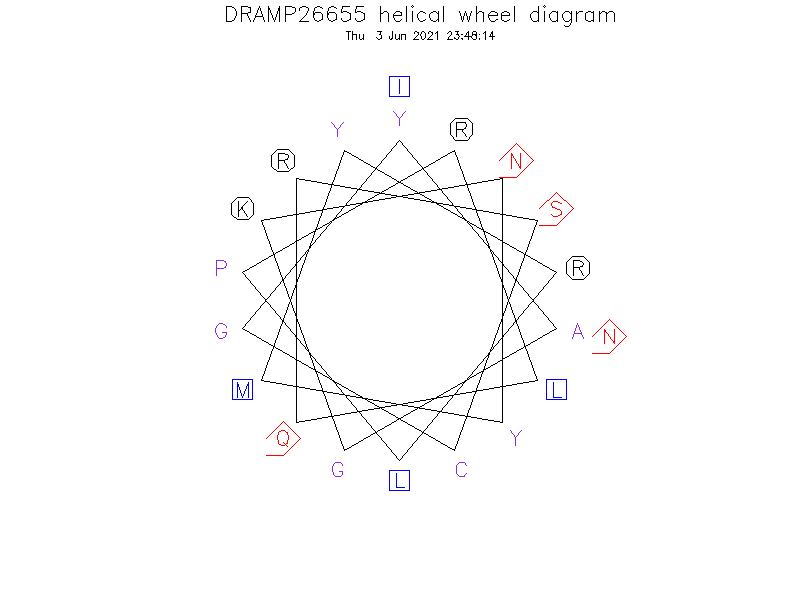 DRAMP26655 helical wheel diagram
Thu 3 Jun 2021 23:48:14
I
Y Y R
R N
K S
P R
G A N
M L
Q Y
G L C